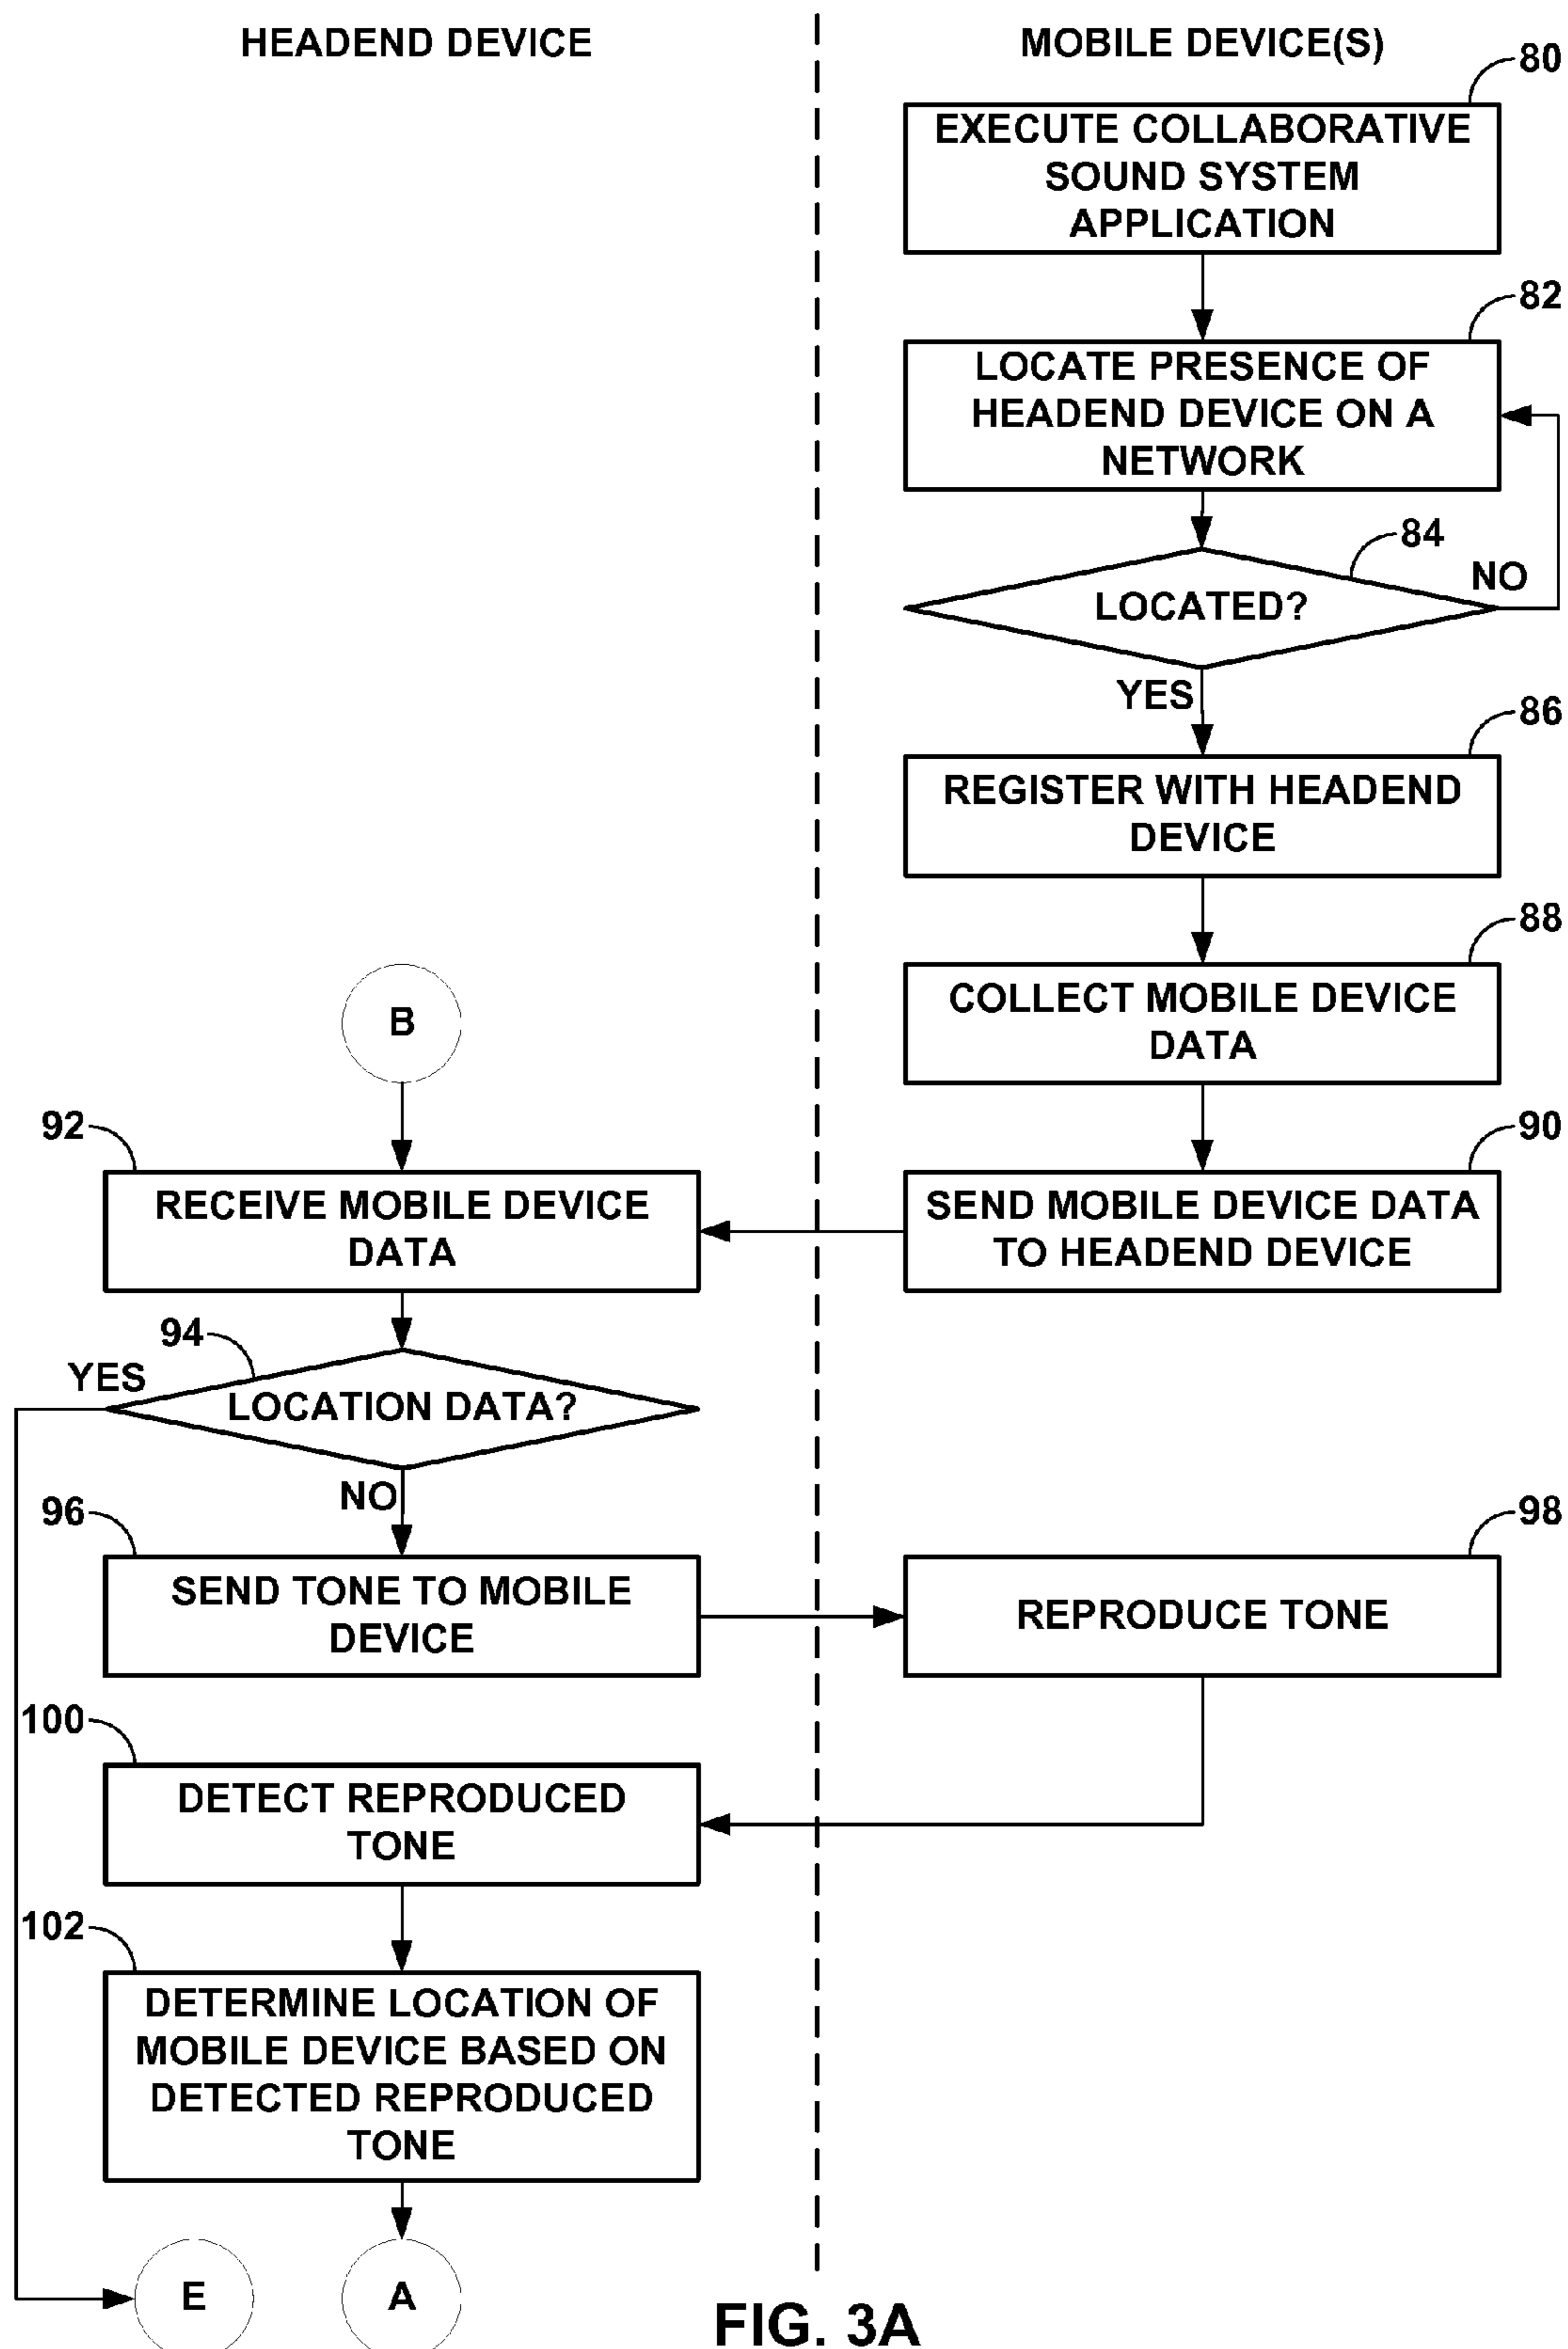 HEADEND DEVICE
MOBILE DEVICE(S)
80
EXECUTE COLLABORATIVE
SOUND SYSTEM
APPLICATION
82
LOCATE PRESENCE OF
HEADEND DEVICE ON A
NETWORK
84
NO
LOCATED?
YES
86
REGISTER WITH HEADEND
DEVICE
88
COLLECT MOBILE DEVICE
DATA
B
90
SEND MOBILE DEVICE DATA
TO HEADEND DEVICE
92
RECEIVE MOBILE DEVICE
DATA
94
YES
LOCATION DATA?
NO
96
SEND TONE TO MOBILE
DEVICE
98
REPRODUCE TONE
100
DETECT REPRODUCED
TONE
102
DETERMINE LOCATION OF
MOBILE DEVICE BASED ON
DETECTED REPRODUCED
TONE
E
A
FIG. 3A